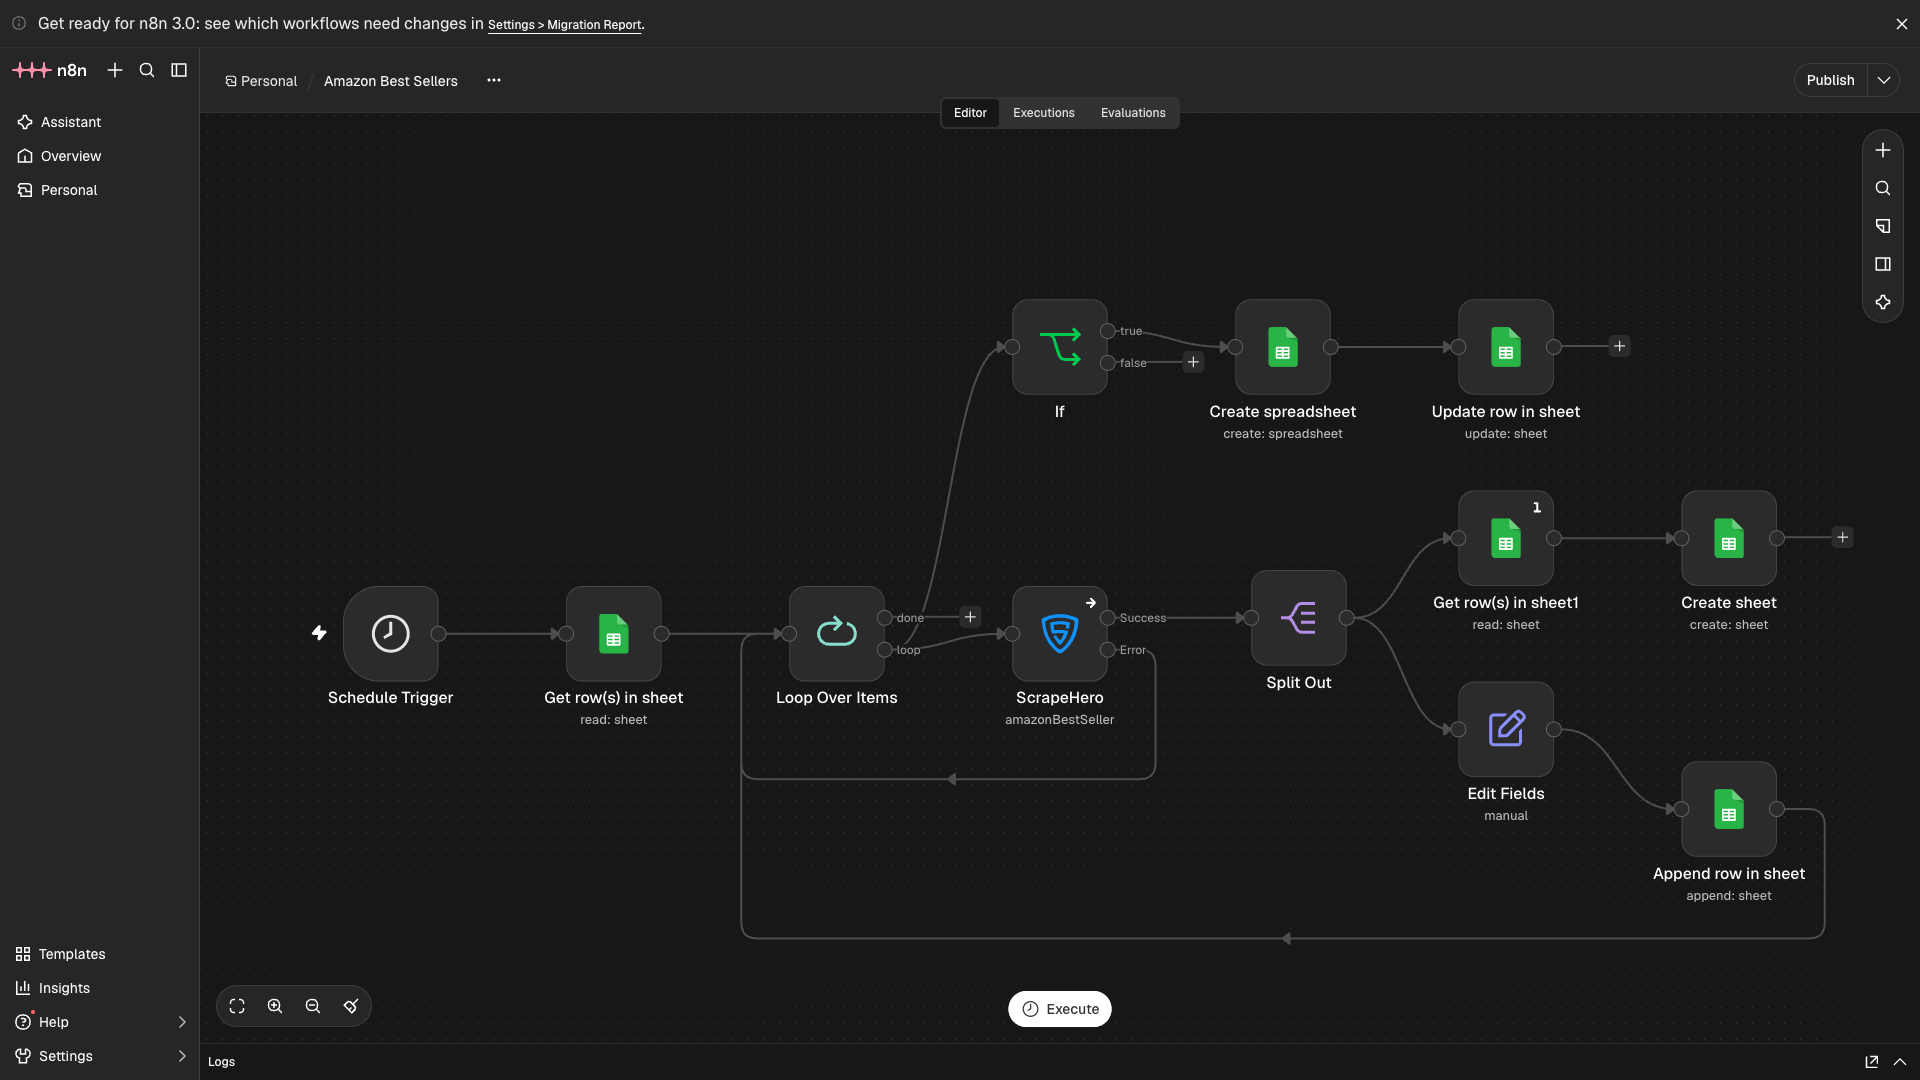 Get ready for n8n 3.0: see which workflows need changes in Settings > Migration Report.
n8n
Personal / Amazon Best Sellers
Publish
Editor
Executions
Evaluations
Assistant
Overview
Personal
true
false
If
Create spreadsheet
create: spreadsheet
Update row in sheet
update: sheet
1
Get row(s) in sheet1
read: sheet
Create sheet
create: sheet
Schedule Trigger
Get row(s) in sheet
read: sheet
done
loop
Loop Over Items
Success
Error
ScrapeHero
amazonBestSeller
Split Out
Edit Fields
manual
Append row in sheet
append: sheet
Templates
Insights
Help
Settings
Execute
Logs